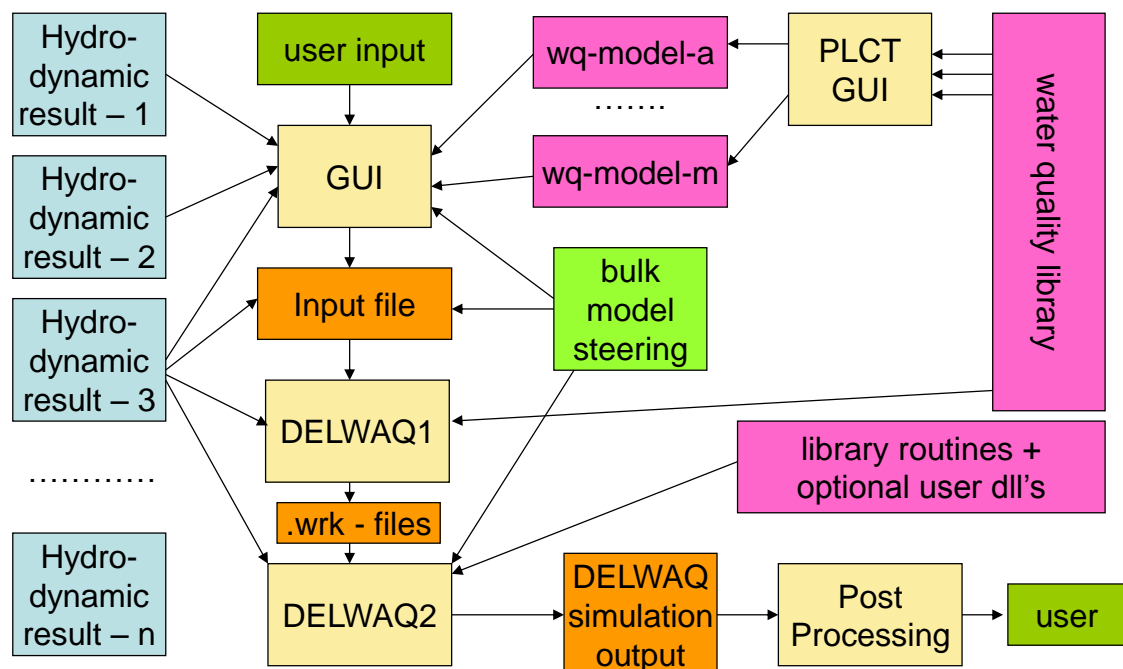 Hydro-
dynamic
result – 1
user input
wq-model-a
.......
wq-model-m
PLCT
GUI
water quality library
Hydro-
dynamic
result – 2
GUI
Input file
bulk
model
steering
Hydro-
dynamic
result – 3
DELWAQ1
library routines +
optional user dll's
............
.wrk - files
Hydro-
dynamic
result – n
DELWAQ2
DELWAQ
simulation
output
Post
Processing
user